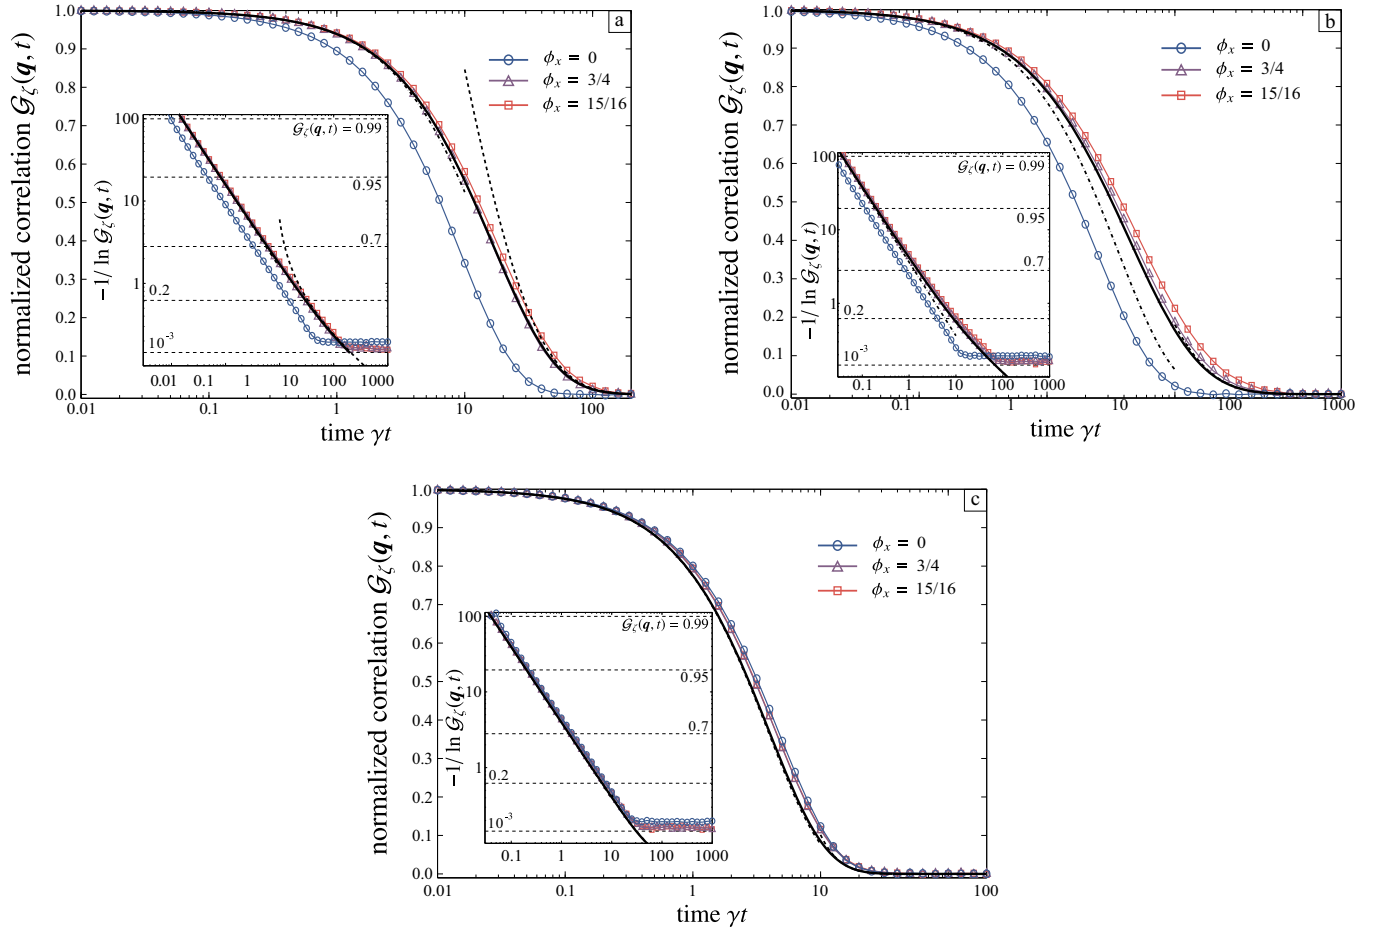 a
normalized correlation 𝒢ζ(q, t)
1.0
0.9
0.8
0.7
0.6
0.5
0.4
0.3
0.2
0.1
0.0
ϕx = 0
ϕx = 3/4
ϕx = 15/16
−1/ ln 𝒢ζ(q, t)
100
10
1
𝒢ζ(q, t) = 0.99
0.95
0.7
0.2
10-3
0.01 0.1 1 10 100 1000
0.01 0.1 1 10 100
time γt
b
normalized correlation 𝒢ζ(q, t)
1.0
0.9
0.8
0.7
0.6
0.5
0.4
0.3
0.2
0.1
0.0
ϕx = 0
ϕx = 3/4
ϕx = 15/16
−1/ ln 𝒢ζ(q, t)
100
10
1
𝒢ζ(q, t) = 0.99
0.95
0.7
0.2
10-3
0.1 1 10 100 1000
0.01 0.1 1 10 100 1000
time γt
c
normalized correlation 𝒢ζ(q, t)
1.0
0.9
0.8
0.7
0.6
0.5
0.4
0.3
0.2
0.1
0.0
ϕx = 0
ϕx = 3/4
ϕx = 15/16
−1/ ln 𝒢ζ(q, t)
100
10
1
𝒢ζ(q, t) = 0.99
0.95
0.7
0.2
10-3
0.1 1 10 100 1000
0.01 0.1 1 10 100
time γt